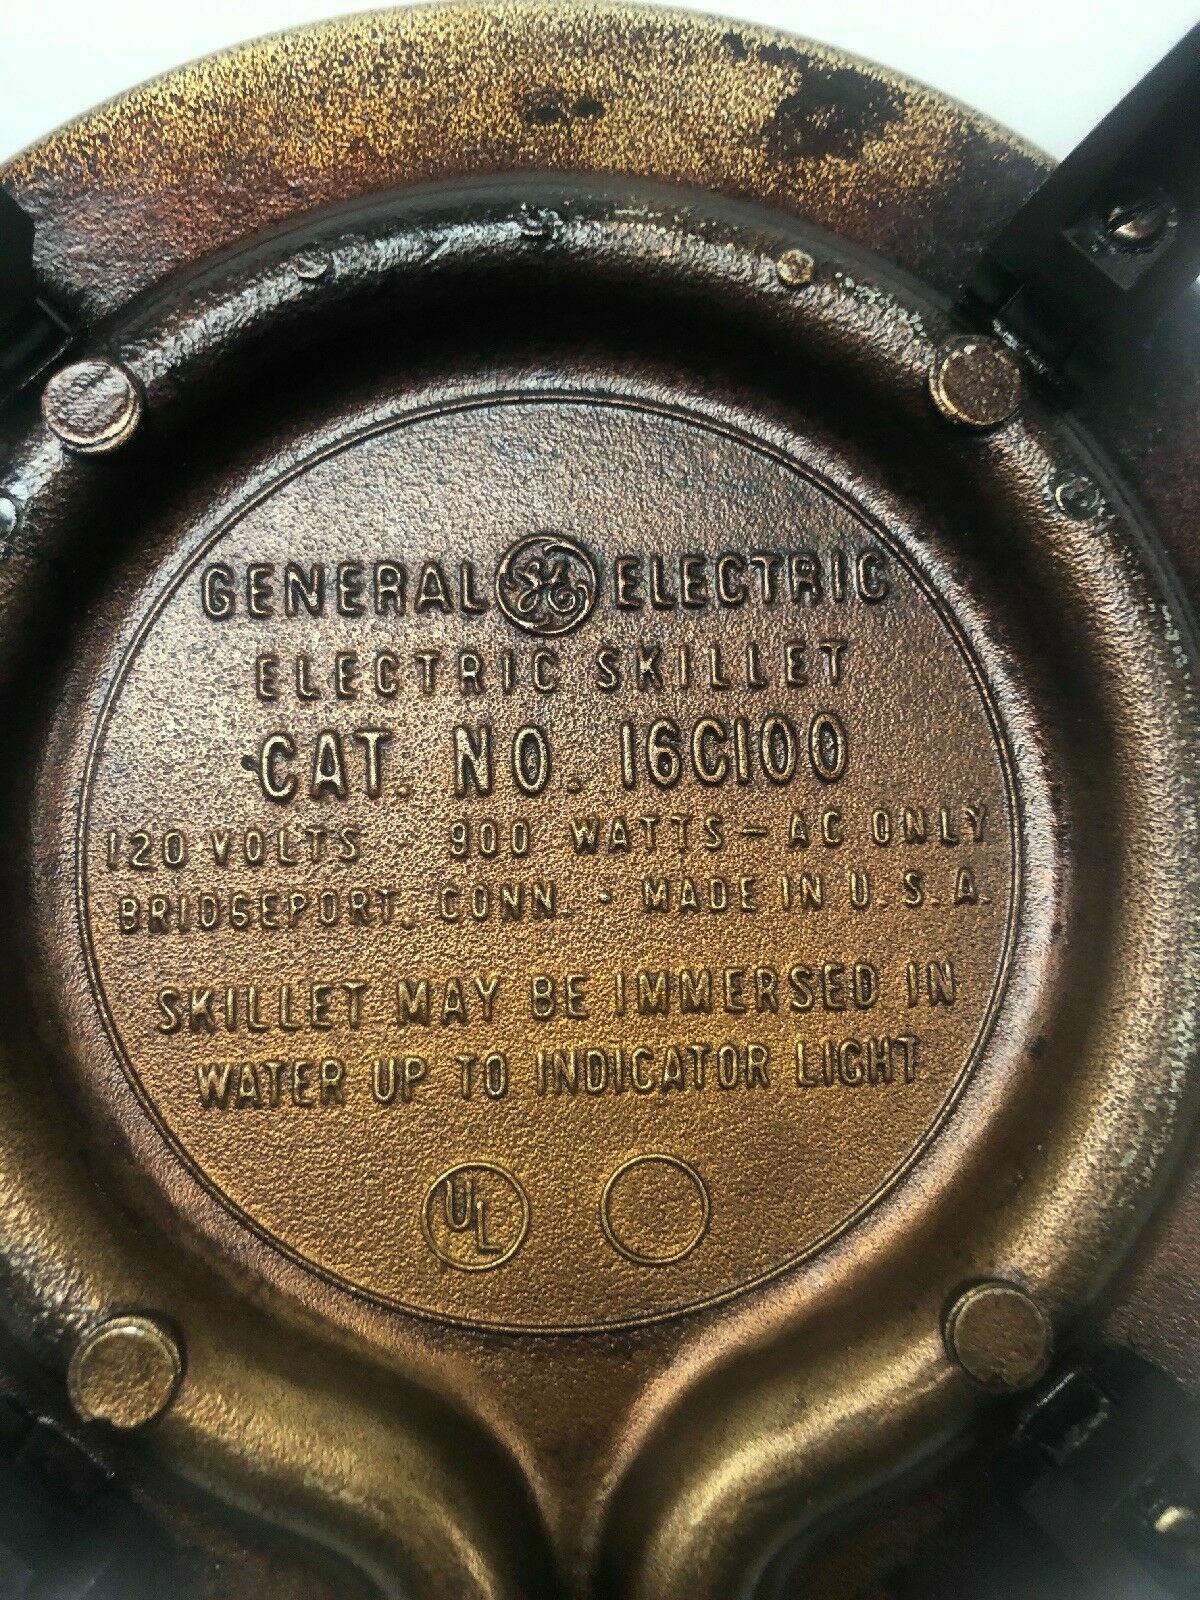 GENERAL GE ELECTRIC
ELECTRIC SKILLET
CAT. NO. 16C100
120 VOLTS 900 WATTS - AC ONLY
BRIDGEPORT, CONN. - MADE IN U.S.A.
SKILLET MAY BE IMMERSED IN
WATER UP TO INDICATOR LIGHT
UL